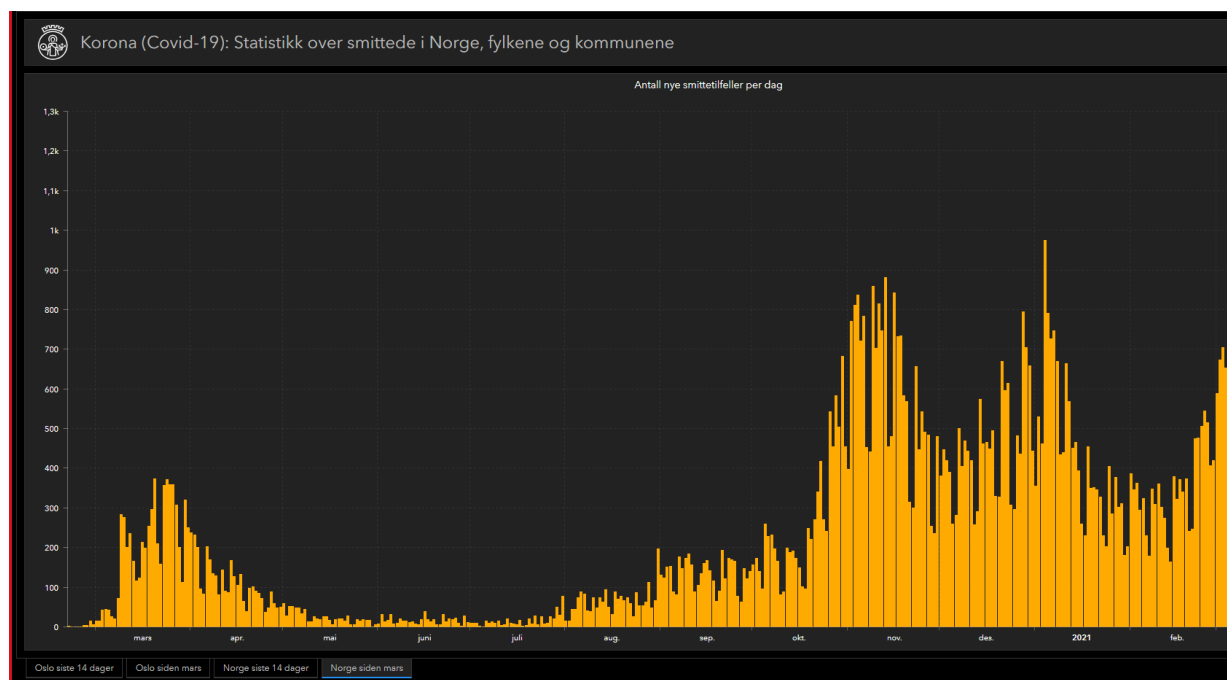 Korona (Covid-19): Statistikk over smittede i Norge, fylkene og kommunene
Antall nye smittetilfeller per dag
1,3k
1,2k
1,1k
1k
900
800
700
600
500
400
300
200
100
0
mars apr. mai juni juli aug. sep. okt. nov. des. 2021 feb.
Oslo siste 14 dager Oslo siden mars Norge siste 14 dager Norge siden mars